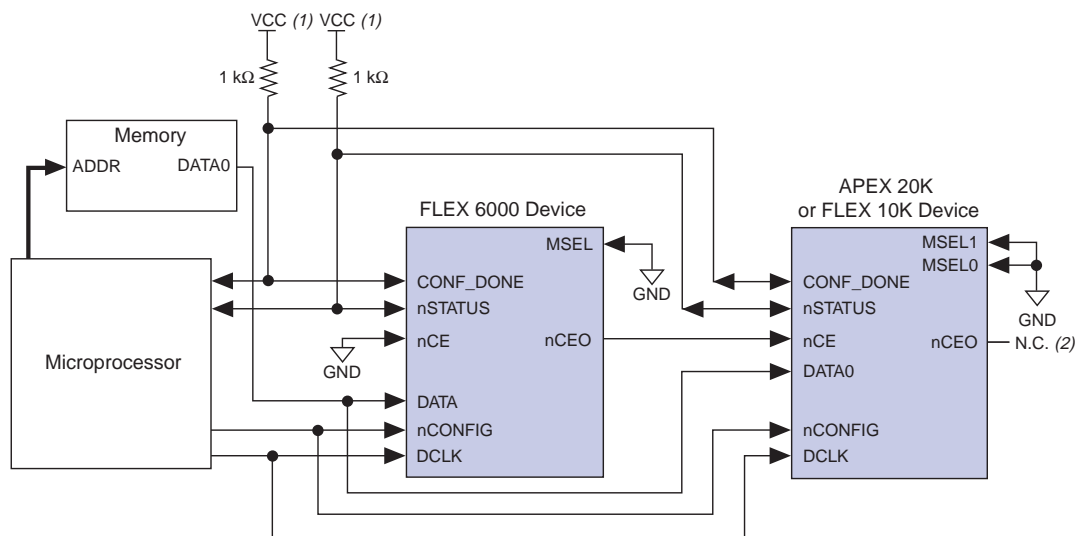 VCC (1) VCC (1)
1 kΩ 1 kΩ
Memory
ADDR DATA0
Microprocessor
FLEX 6000 Device
MSEL
GND
CONF_DONE
nSTATUS
nCE nCEO
GND
DATA
nCONFIG
DCLK
APEX 20K
or FLEX 10K Device
MSEL1
MSEL0
GND
CONF_DONE
nSTATUS
nCE nCEO N.C. (2)
DATA0
nCONFIG
DCLK